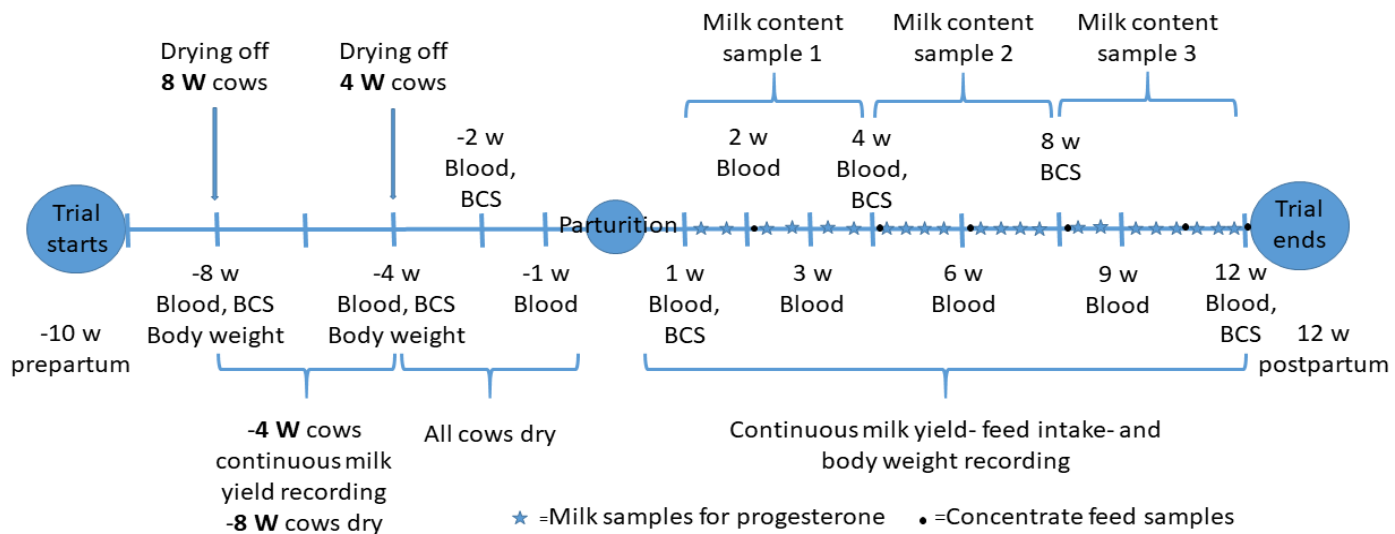 Milk content
sample 1
Milk content
sample 2
Milk content
sample 3
Drying off
8 W cows
Drying off
4 W cows
-2 w
Blood,
BCS
2 w
Blood
4 w
Blood,
BCS
8 w
BCS
Trial
starts
Parturition
Trial
ends
-10 w
prepartum
-8 w
Blood, BCS
Body weight
-4 w
Blood, BCS
Body weight
-1 w
Blood
1 w
Blood,
BCS
3 w
Blood
6 w
Blood
9 w
Blood
12 w
Blood,
BCS
12 w
postpartum
-4 W cows
continuous milk
yield recording
-8 W cows dry
All cows dry
Continuous milk yield- feed intake- and
body weight recording
=Milk samples for progesterone
=Concentrate feed samples